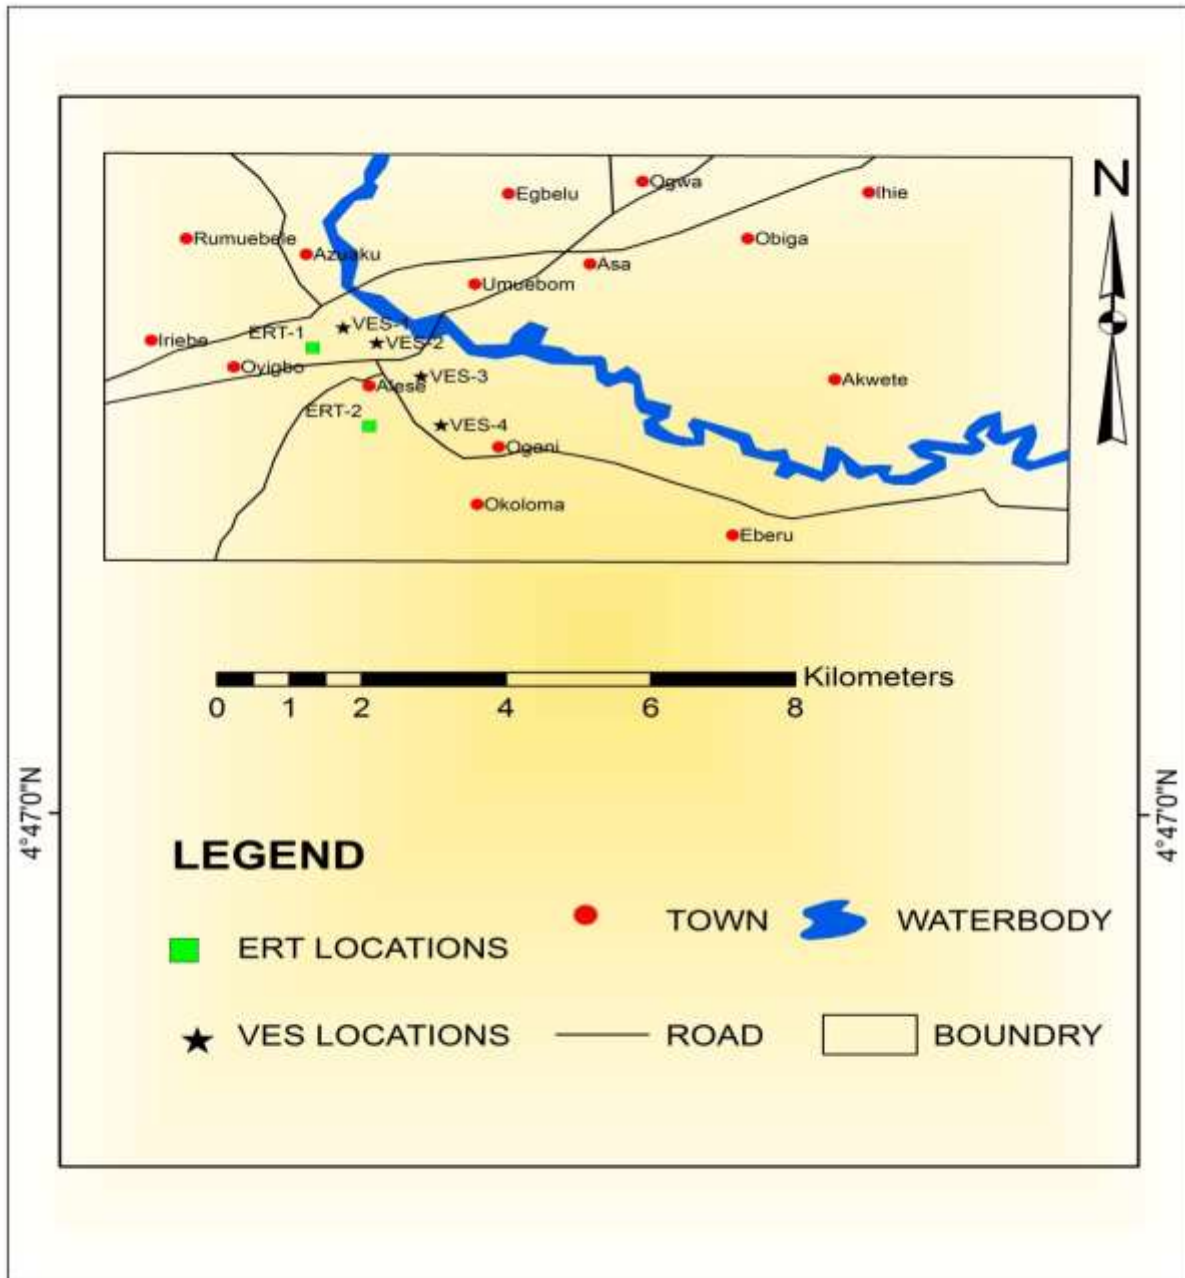 N
Ogwa
Egbelu
Ihie
Rumuebele
Obiga
Azuaku
Asa
Umuebom
VES-1
ERT-1
Iriebe
VES-2
Oyigbo
VES-3
Akwete
Alese
ERT-2
VES-4
Ogani
Okoloma
Eberu
Kilometers
0 1 2 4 6 8
4°47'0"N
4°47'0"N
LEGEND
TOWN
WATERBODY
ERT LOCATIONS
VES LOCATIONS
ROAD
BOUNDRY